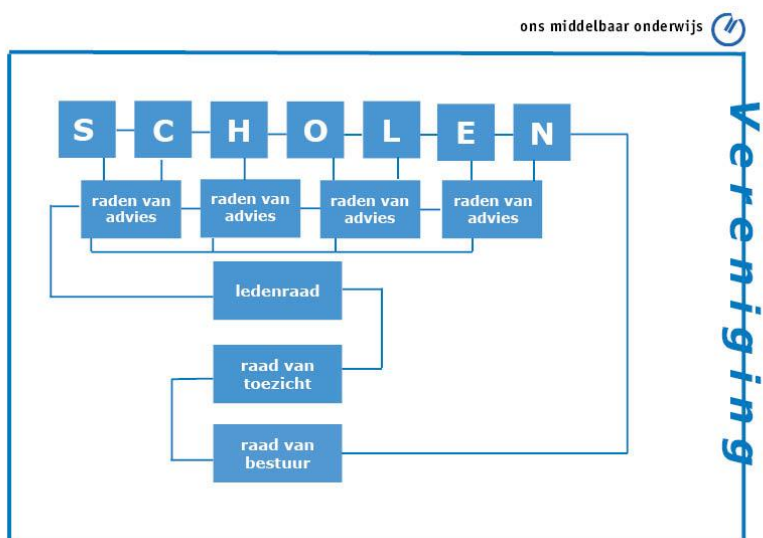 ons middelbaar onderwijs
S C H O L E N
raden van
advies
raden van
advies
raden van
advies
raden van
advies
ledenraad
raad van
toezicht
raad van
bestuur
Vereniging